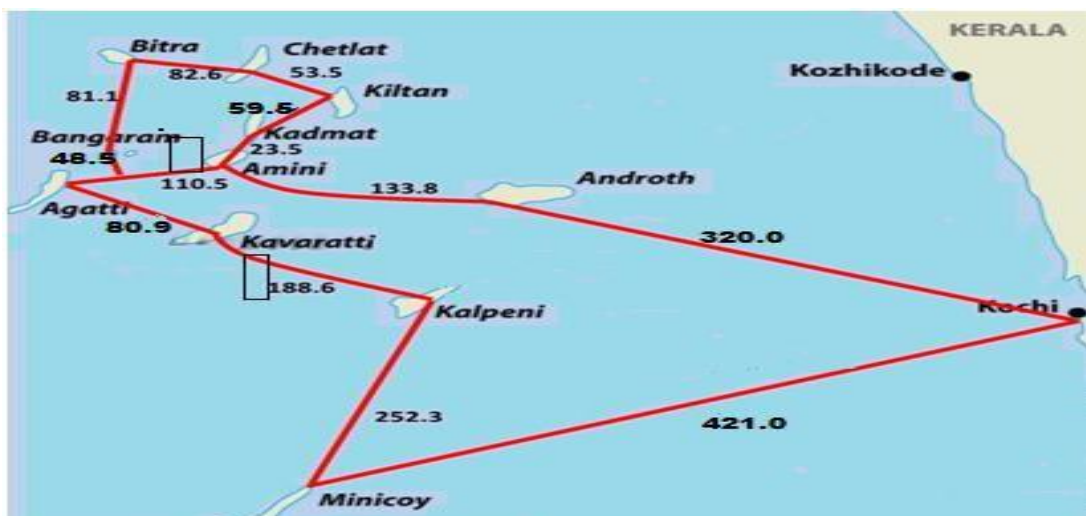 KERALA
Bitra
Chetlat
82.6
53.5
Kozhikode
81.1
59.5
Kiltan
Bangaram
Kadmat
48.5
23.5
110.5
Amini
133.8
Androth
Agatti
80.9
Kavaratti
320.0
188.6
Kalpeni
Kochi
252.3
421.0
Minicoy